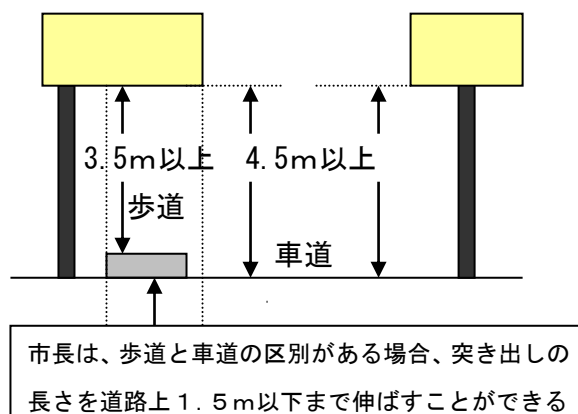 3.5m以上 4.5m以上
歩道
車道
市長は、歩道と車道の区別がある場合、突き出しの
長さを道路上１．５m以下まで伸ばすことができる